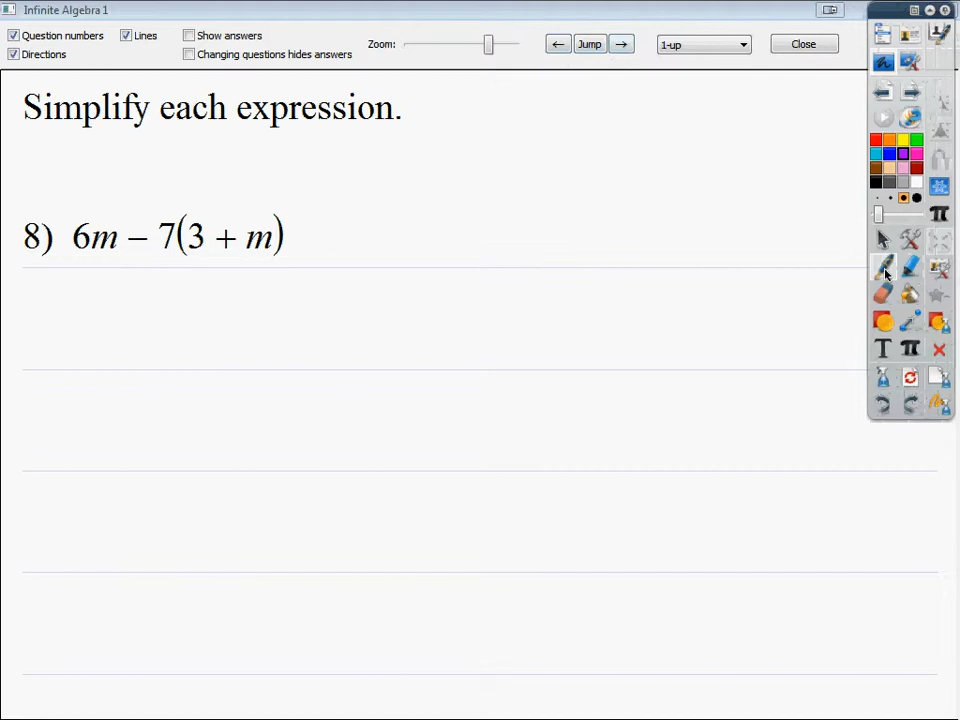 Infinite Algebra 1
Question numbers Lines Show answers
Directions Changing questions hides answers
Zoom: ← Jump → 1-up Close
Simplify each expression.
8) 6m − 7(3 + m)
T π